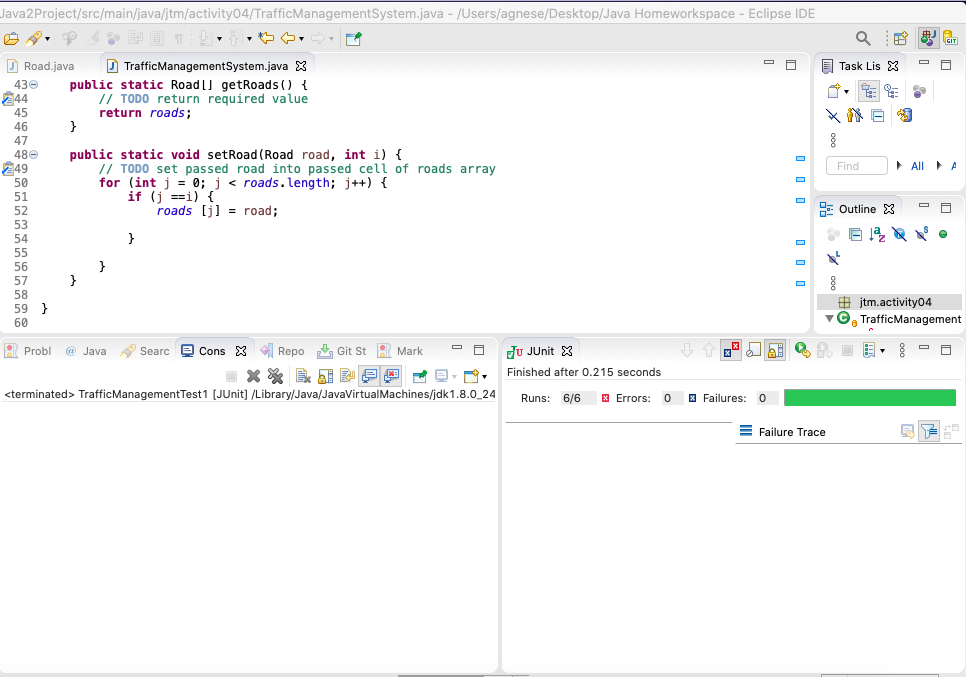 Java2Project/src/main/java/jtm/activity04/TrafficManagementSystem.java - /Users/agnese/Desktop/Java Homeworkspace - Eclipse IDE
Road.java
TrafficManagementSystem.java
43 public static Road[] getRoads() {
44 // TODO return required value
45 return roads;
46 }
47
48 public static void setRoad(Road road, int i) {
49 // TODO set passed road into passed cell of roads array
50 for (int j = 0; j < roads.length; j++) {
51 if (j ==i) {
52 roads [j] = road;
53
54 }
55
56 }
57 }
58
59 }
60
Task Lis
Find
All
A
Outline
jtm.activity04
TrafficManagement
Probl
Java
Searc
Cons
Repo
Git St
Mark
<terminated> TrafficManagementTest1 [JUnit] /Library/Java/JavaVirtualMachines/jdk1.8.0_24
JUnit
Finished after 0.215 seconds
Runs: 6/6 Errors: 0 Failures: 0
Failure Trace